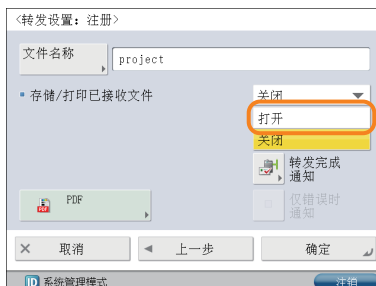 <转发设置：注册>
文件名称
project
存储/打印已接收文件
关闭
打开
关闭
转发完成
通知
PDF
PDF
仅错误时
通知
取消
上一步
确定
ID 系统管理模式
注销